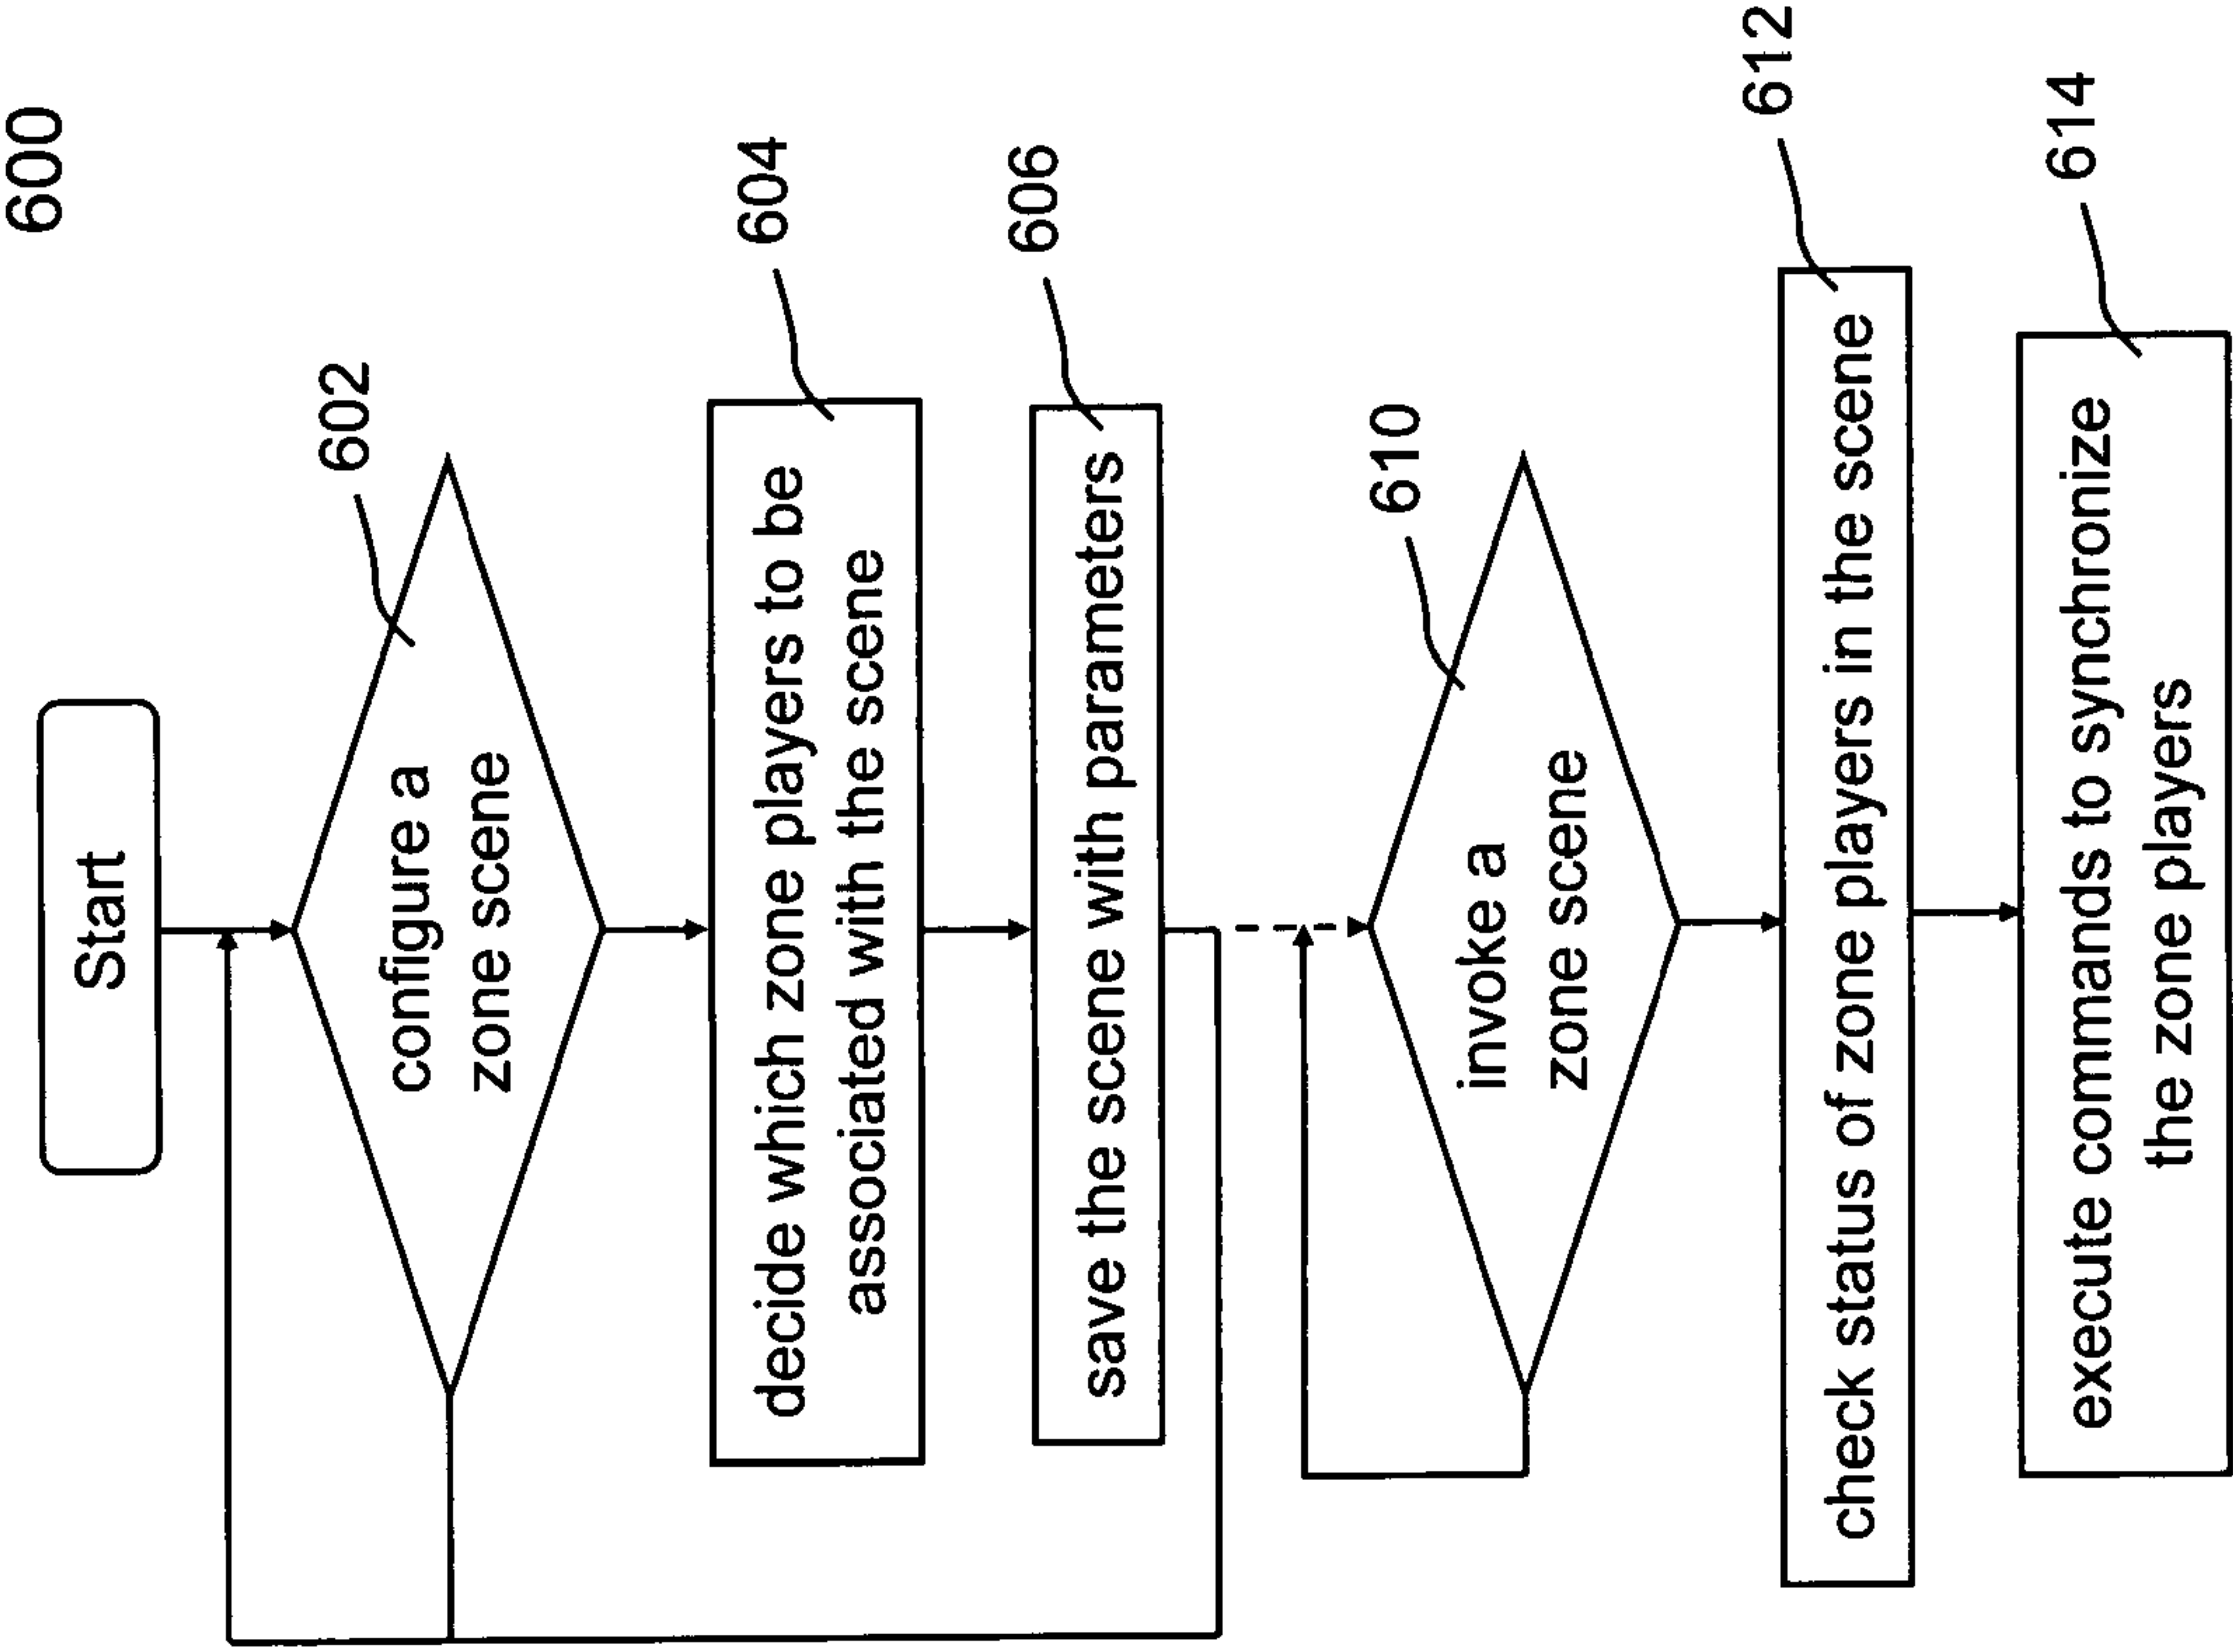 600
Start
602
configure a
zone scene
604
decide which zone players to be
associated with the scene
606
save the scene with parameters
610
invoke a
zone scene
612
check status of zone players in the scene
614
execute commands to synchronize
the zone players